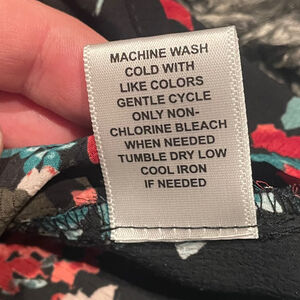 MACHINE WASH
COLD WITH
LIKE COLORS
GENTLE CYCLE
ONLY NON-
CHLORINE BLEACH
WHEN NEEDED
TUMBLE DRY LOW
COOL IRON
IF NEEDED